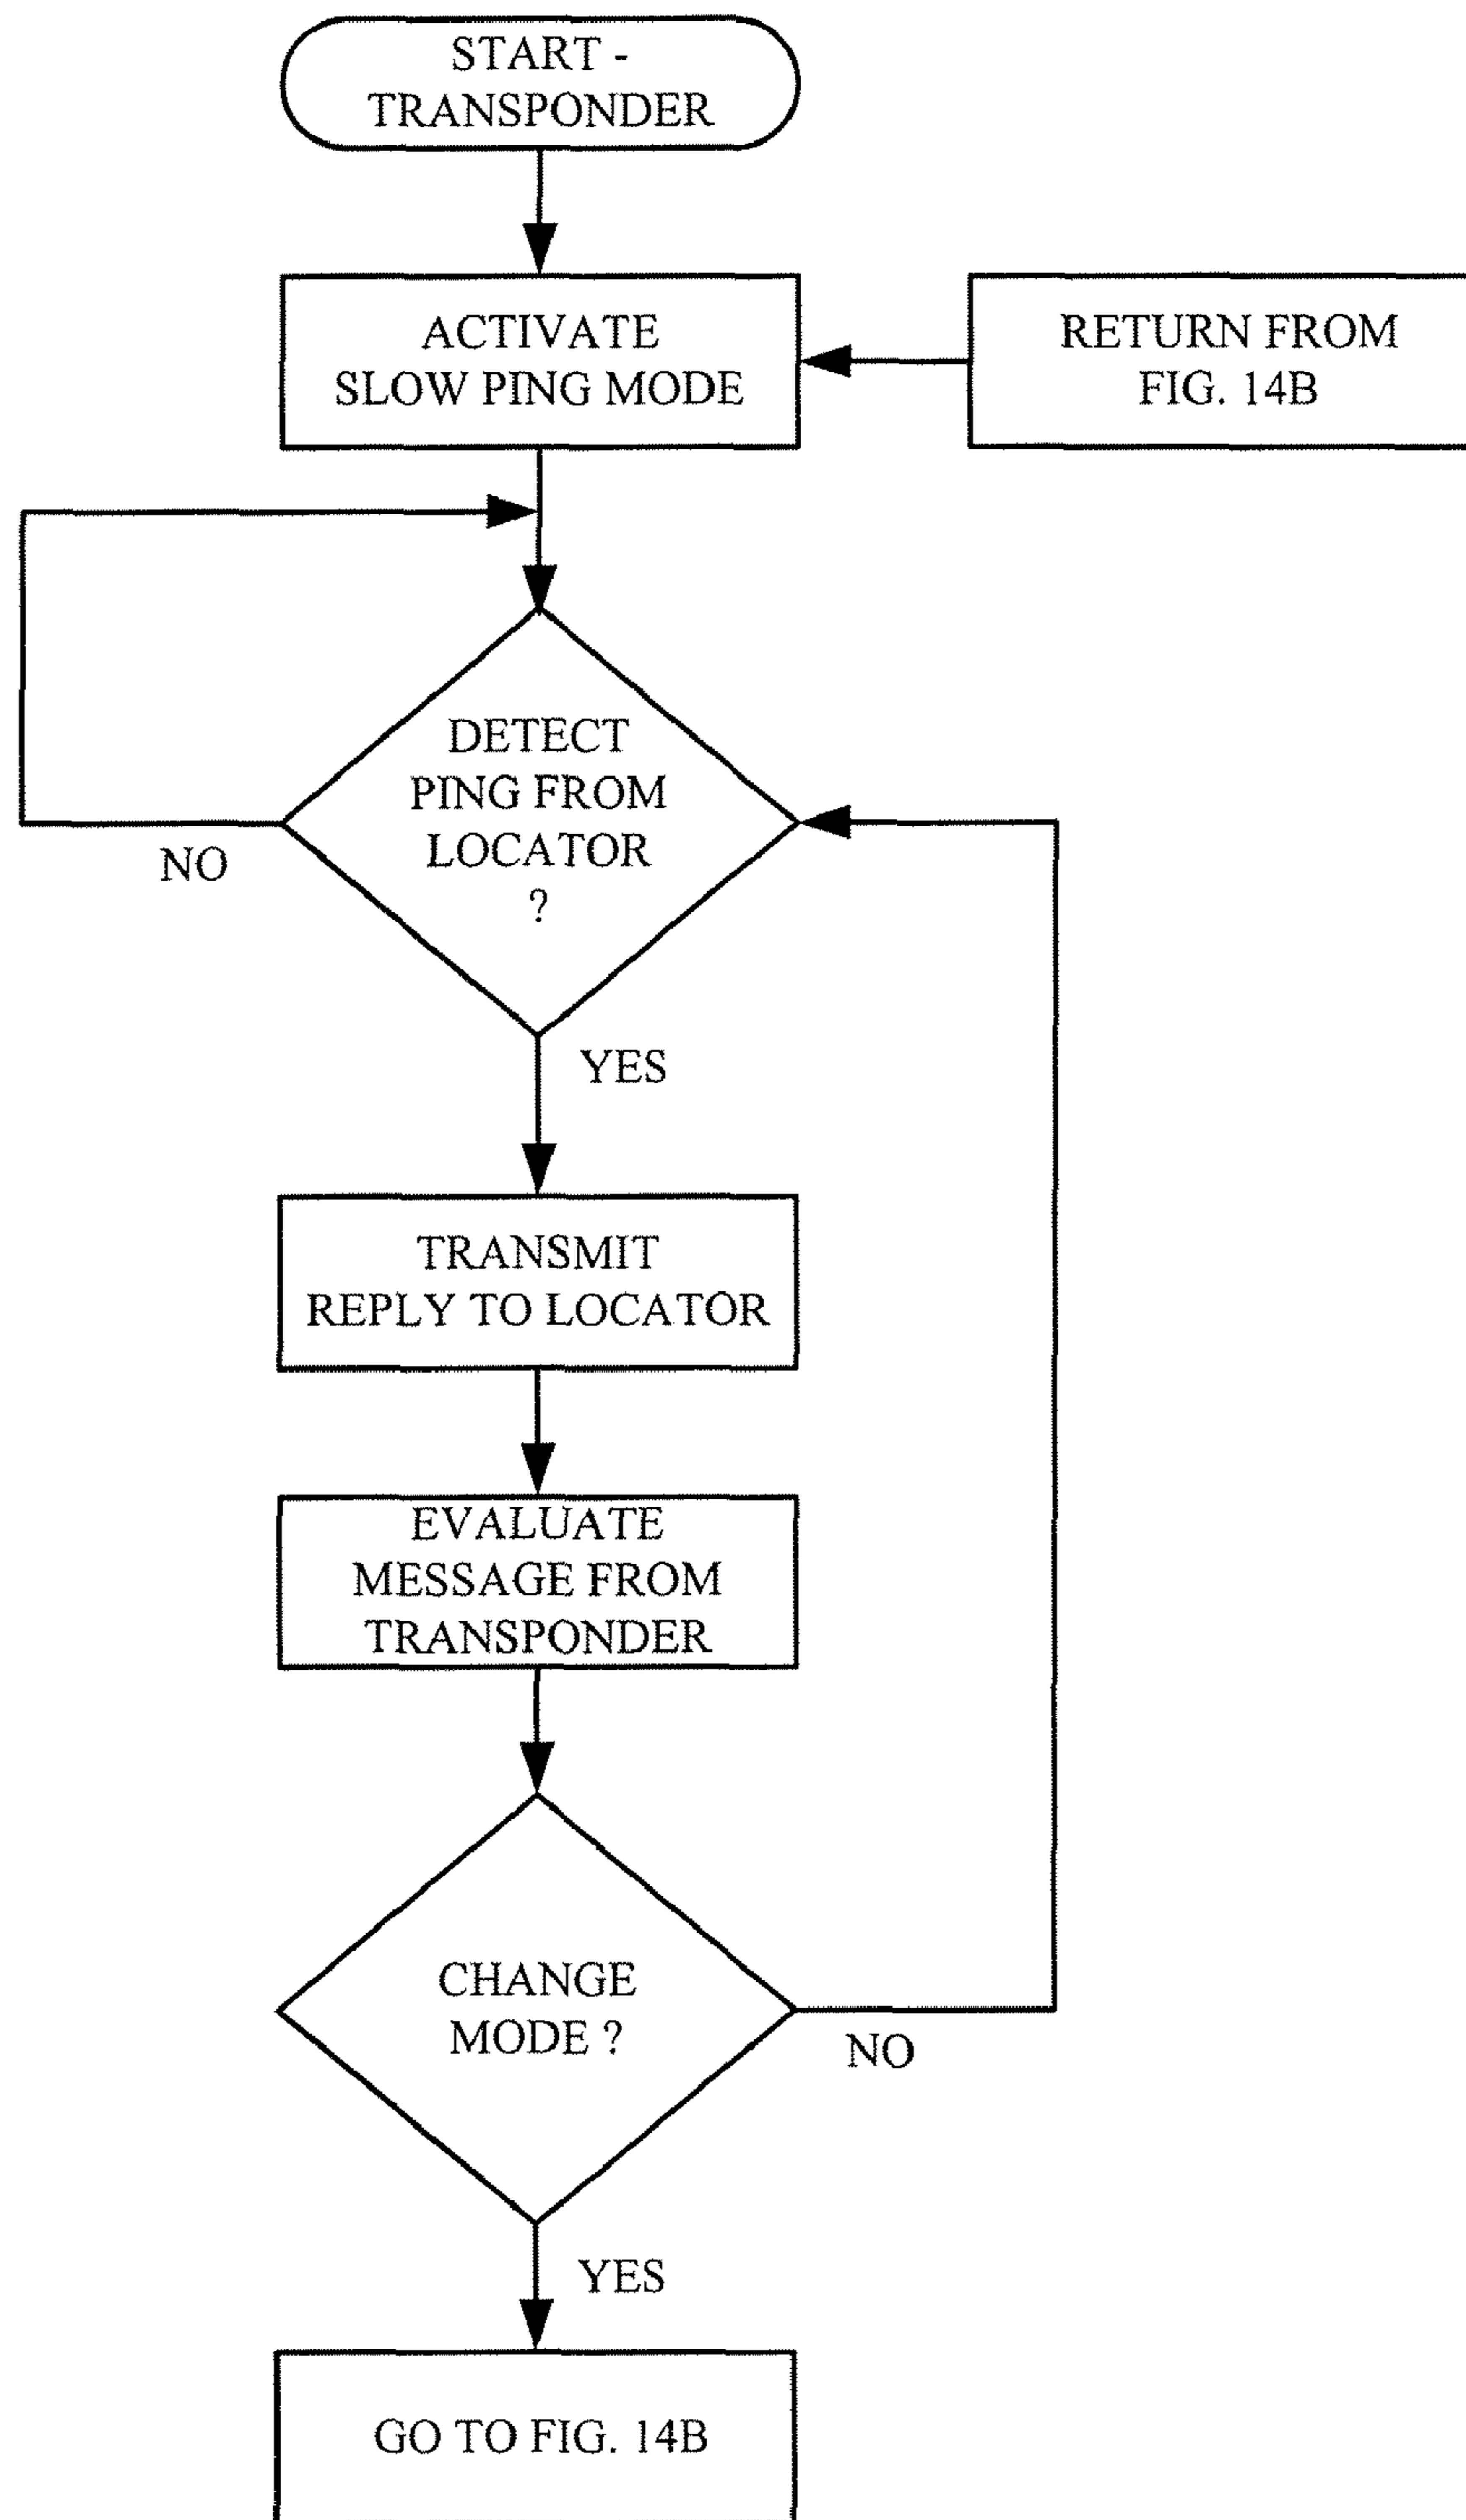 START -
TRANSPONDER
ACTIVATE
SLOW PING MODE
RETURN FROM
FIG. 14B
DETECT
PING FROM
LOCATOR
?
NO
YES
TRANSMIT
REPLY TO LOCATOR
EVALUATE
MESSAGE FROM
TRANSPONDER
CHANGE
MODE ?
NO
YES
GO TO FIG. 14B